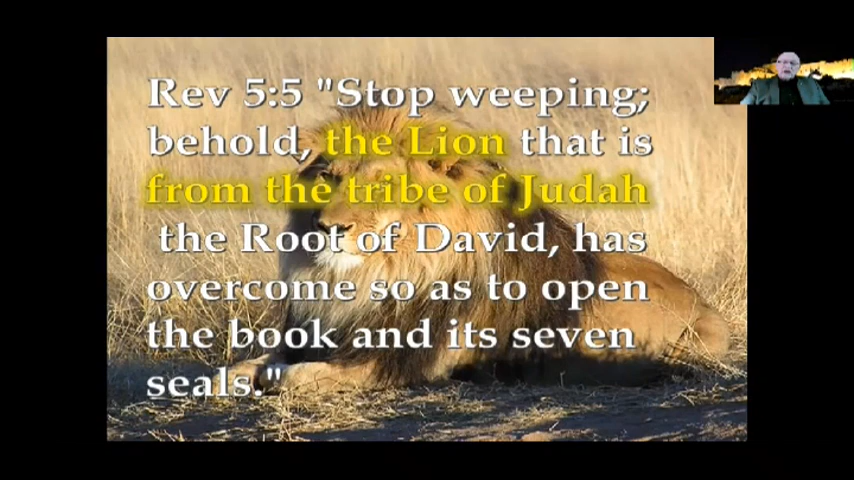 Rev 5:5 "Stop weeping;
behold, the Lion that is
from the tribe of Judah
the Root of David, has
overcome so as to open
the book and its seven
seals."